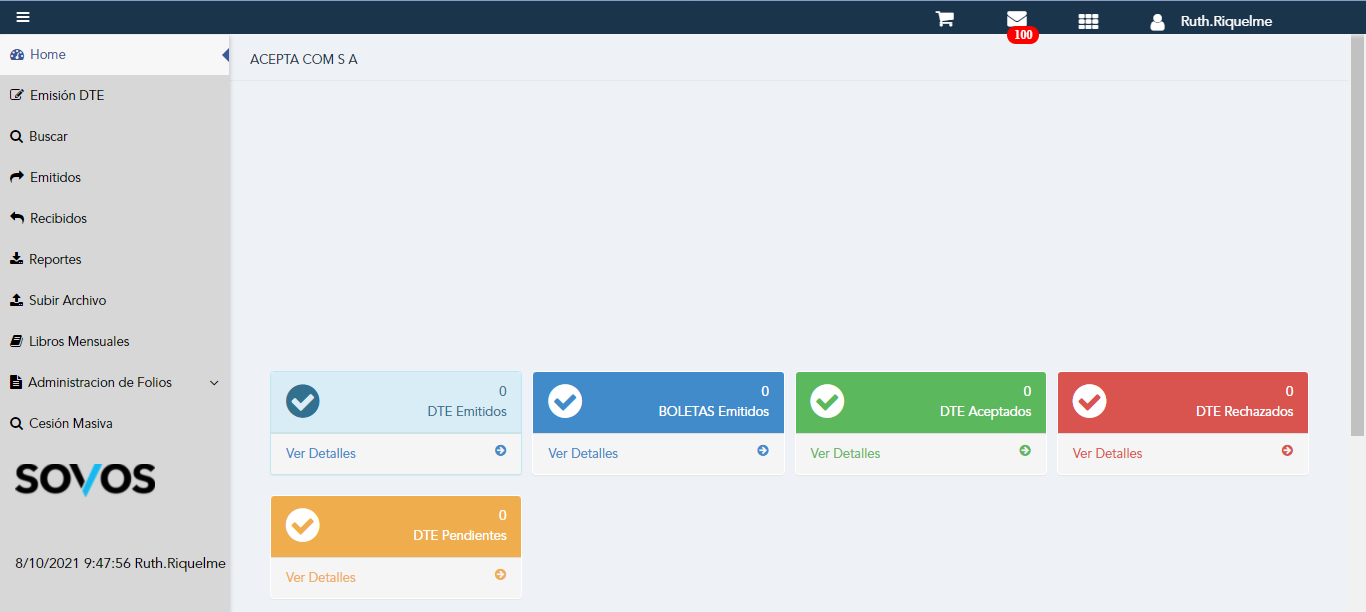 100
Ruth.Riquelme
Home
Emisión DTE
Buscar
Emitidos
Recibidos
Reportes
Subir Archivo
Libros Mensuales
Administracion de Folios
Cesión Masiva
SOVOS
8/10/2021 9:47:56 Ruth.Riquelme
ACEPTA COM S A
0
DTE Emitidos
Ver Detalles
0
BOLETAS Emitidos
Ver Detalles
0
DTE Aceptados
Ver Detalles
0
DTE Rechazados
Ver Detalles
0
DTE Pendientes
Ver Detalles